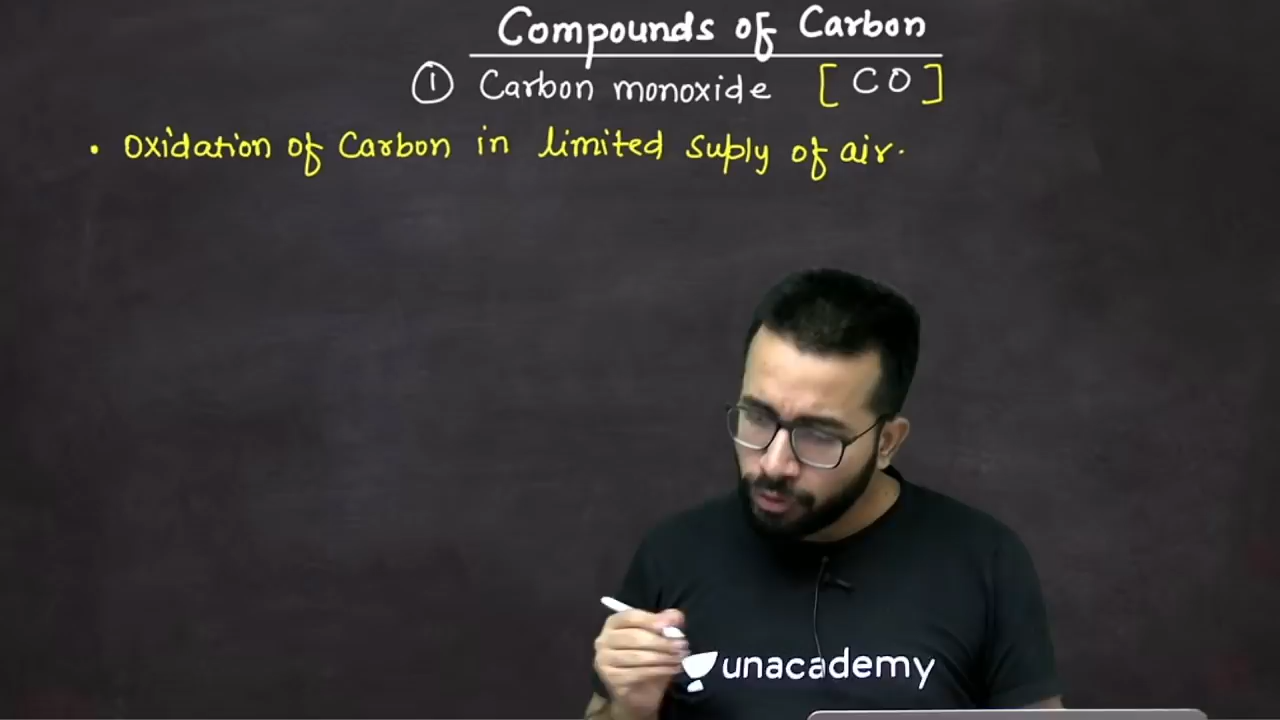 Compounds of Carbon
① Carbon monoxide [CO]
• Oxidation of Carbon in limited suply of air.
unacademy